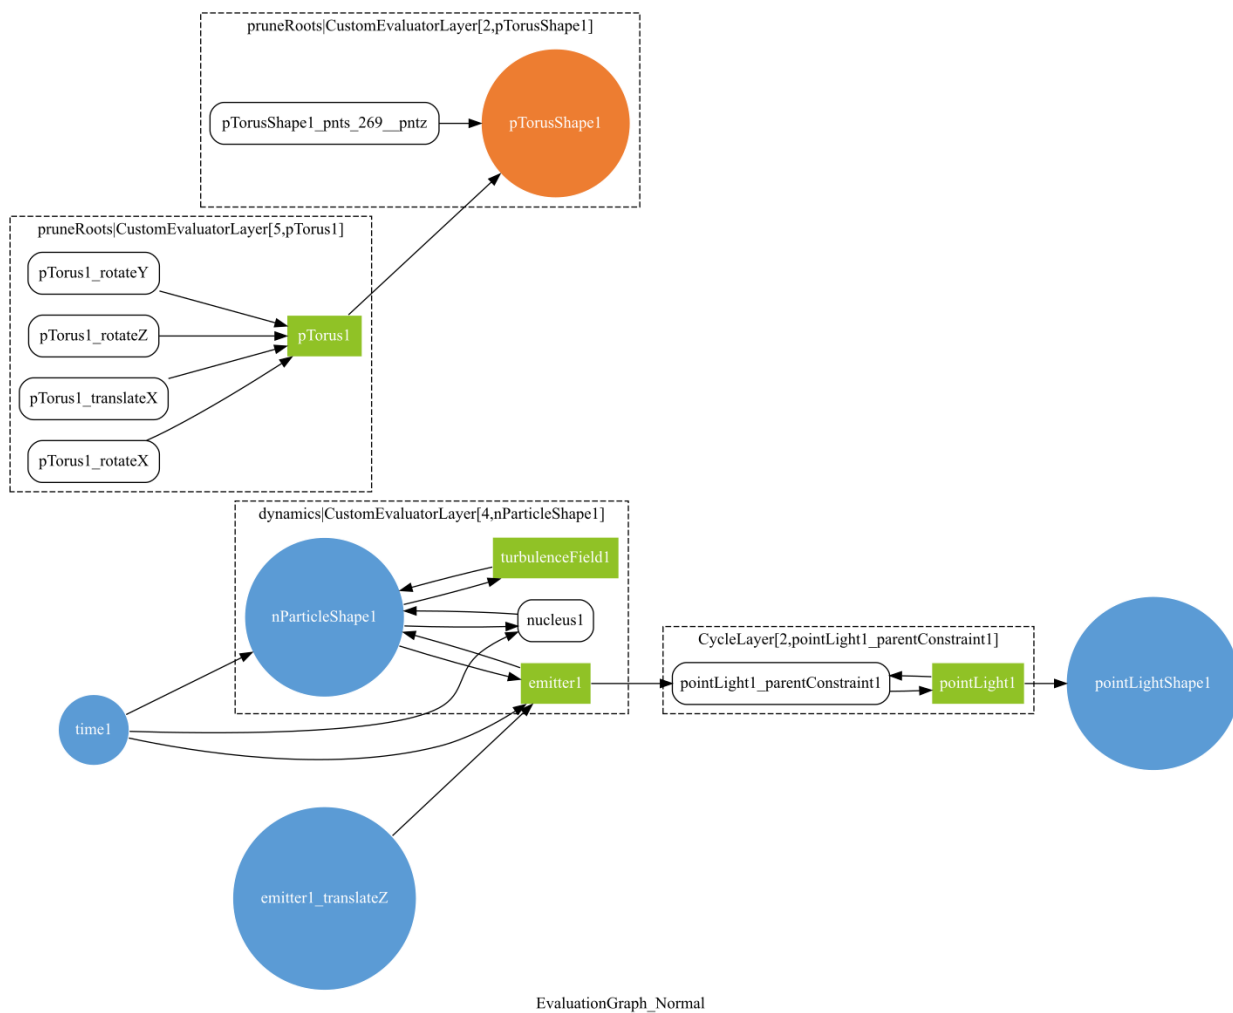 pruneRoots|CustomEvaluatorLayer[2,pTorusShape1]
pTorusShape1_pnts_269__pntz
pTorusShape1
pruneRoots|CustomEvaluatorLayer[5,pTorus1]
pTorus1_rotateY
pTorus1_rotateZ
pTorus1
pTorus1_translateX
pTorus1_rotateX
dynamics|CustomEvaluatorLayer[4,nParticleShape1]
turbulenceField1
nParticleShape1
nucleus1
emitter1
CycleLayer[2,pointLight1_parentConstraint1]
pointLight1_parentConstraint1
pointLight1
pointLightShape1
time1
emitter1_translateZ
EvaluationGraph_Normal